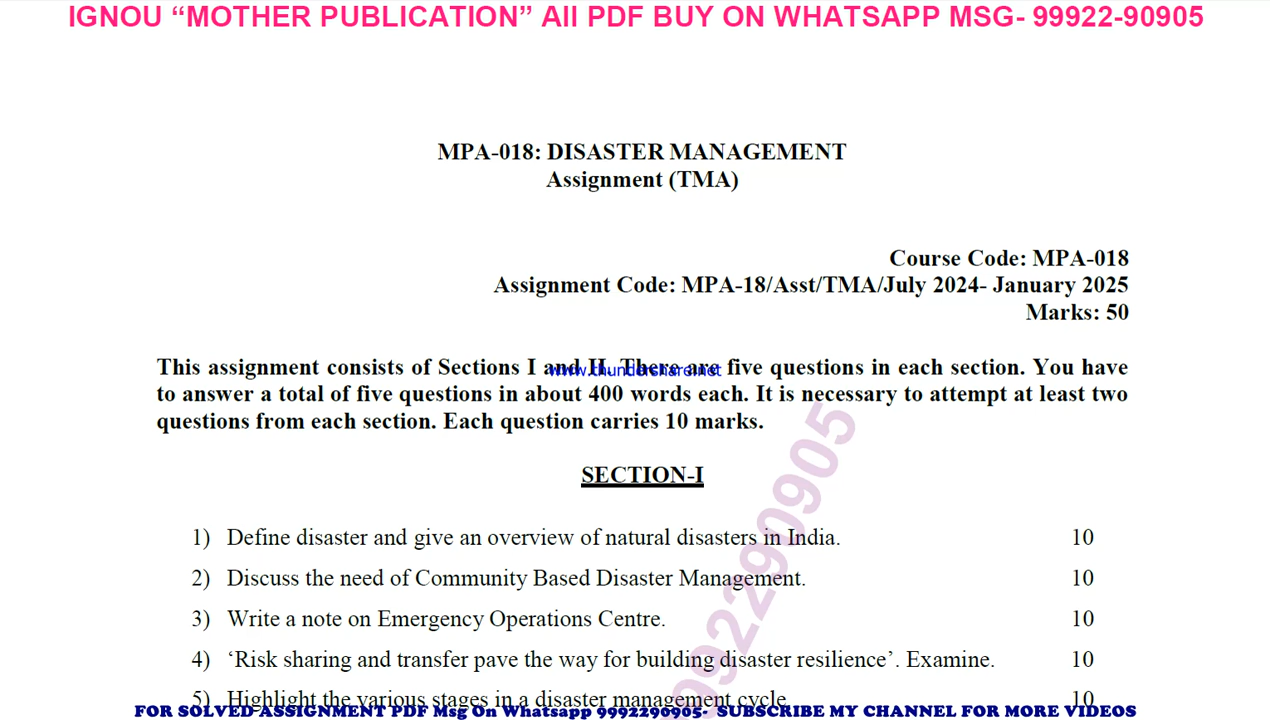 IGNOU “MOTHER PUBLICATION” All PDF BUY ON WHATSAPP MSG- 99922-90905
MPA-018: DISASTER MANAGEMENT
Assignment (TMA)
Course Code: MPA-018
Assignment Code: MPA-18/Asst/TMA/July 2024- January 2025
Marks: 50
This assignment consists of Sections I and II. There are five questions in each section. You have
www.thundershare.net
to answer a total of five questions in about 400 words each. It is necessary to attempt at least two
questions from each section. Each question carries 10 marks.
SECTION-I
1) Define disaster and give an overview of natural disasters in India. 10
2) Discuss the need of Community Based Disaster Management. 10
3) Write a note on Emergency Operations Centre. 10
4) ‘Risk sharing and transfer pave the way for building disaster resilience’. Examine. 10
5) Highlight the various stages in a disaster management cycle. 10
9992290905
FOR SOLVED ASSIGNMENT PDF Msg On Whatsapp 9992290905- SUBSCRIBE MY CHANNEL FOR MORE VIDEOS